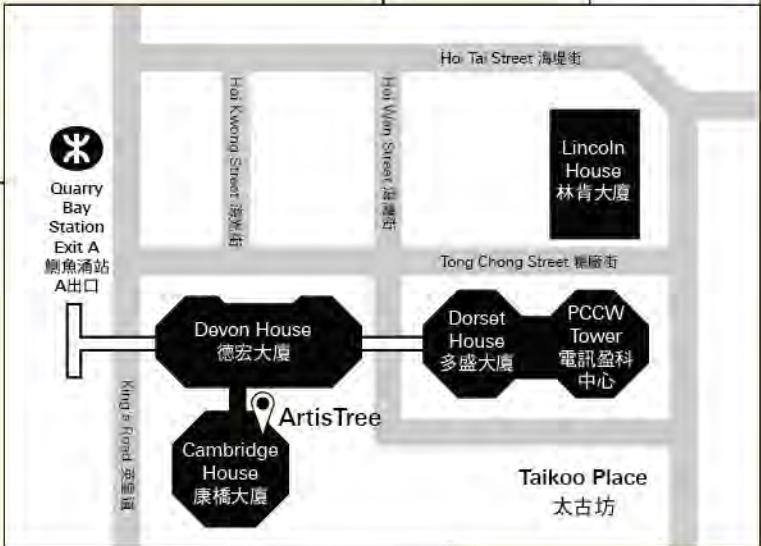 Hoi Tai Street 海堤街
Hoi Kwong Street 海光街
Hoi Wan Street 海灣街
Lincoln
House
林肯大廈
Quarry
Bay
Station
Exit A
鰂魚涌站
A出口
Tong Chong Street 糖廠街
Devon House
德宏大廈
Dorset
House
多盛大廈
PCCW
Tower
電訊盈科
中心
King's Road 英皇道
ArtisTree
Cambridge
House
康橋大廈
Taikoo Place
太古坊